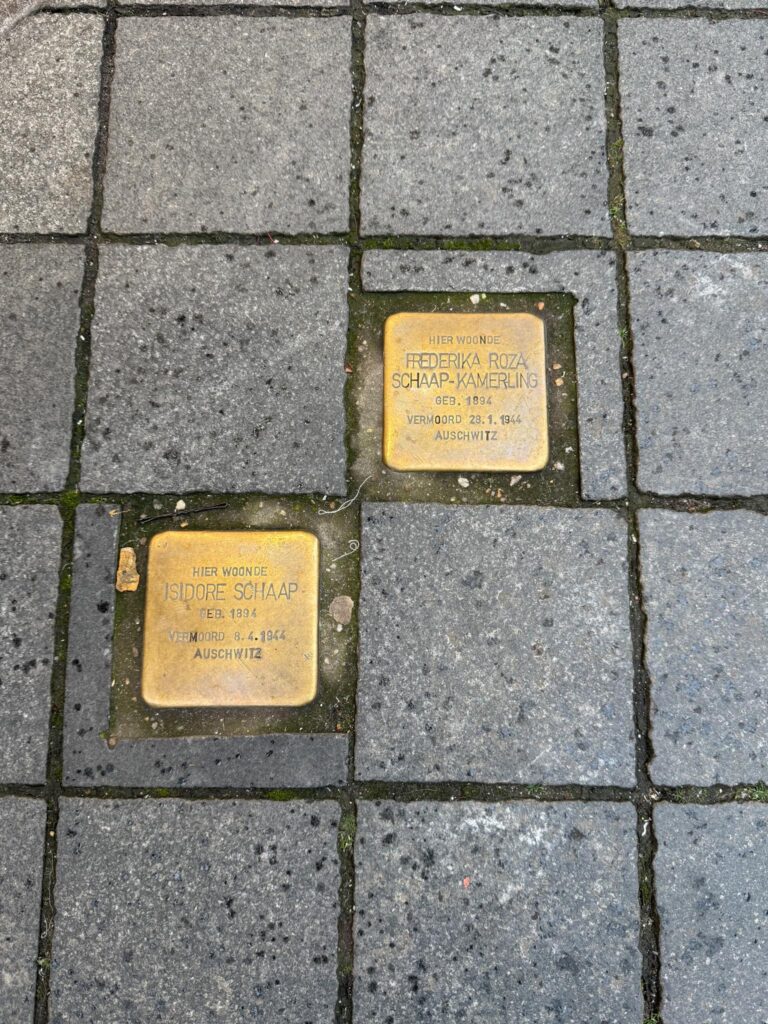 HIER WOONDE
FREDERIKA ROZA
SCHAAP-KAMERLING
GEB. 1894
VERMOORD 28.1.1944
AUSCHWITZ
HIER WOONDE
ISIDORE SCHAAP
GEB. 1894
VERMOORD 8.4.1944
AUSCHWITZ